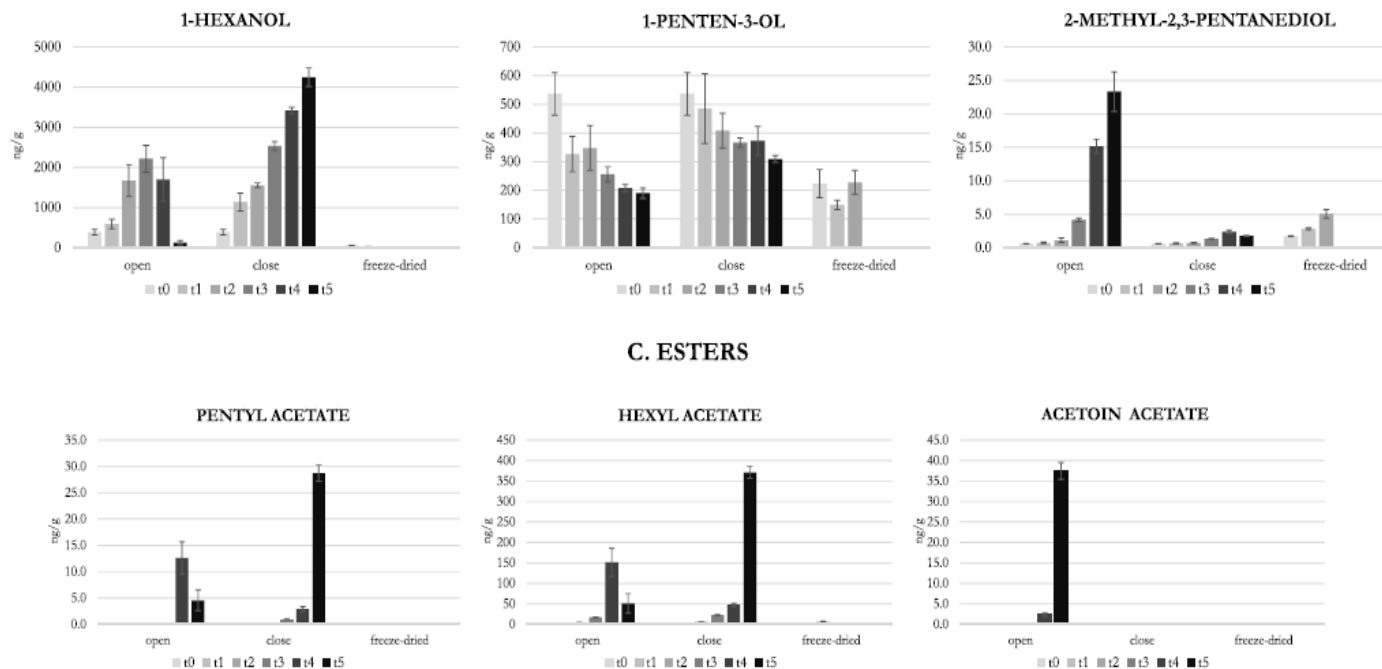 1-HEXANOL
5000
4000
3000
2000
1000
0
ng/g
open close freeze-dried
t0 t1 t2 t3 t4 t5
1-PENTEN-3-OL
700
600
500
400
300
200
100
0
ng/g
open close freeze-dried
t0 t1 t2 t3 t4 t5
2-METHYL-2,3-PENTANEDIOL
30.0
25.0
20.0
15.0
10.0
5.0
0.0
ng/g
open close freeze-dried
t0 t1 t2 t3 t4 t5
C. ESTERS
PENTYL ACETATE
35.0
30.0
25.0
20.0
15.0
10.0
5.0
0.0
ng/g
open close freeze-dried
t0 t1 t2 t3 t4 t5
HEXYL ACETATE
450
400
350
300
250
200
150
100
50
0
ng/g
open close freeze-dried
t0 t1 t2 t3 t4 t5
ACETOIN ACETATE
45.0
40.0
35.0
30.0
25.0
20.0
15.0
10.0
5.0
0.0
ng/g
open close freeze-dried
t0 t1 t2 t3 t4 t5